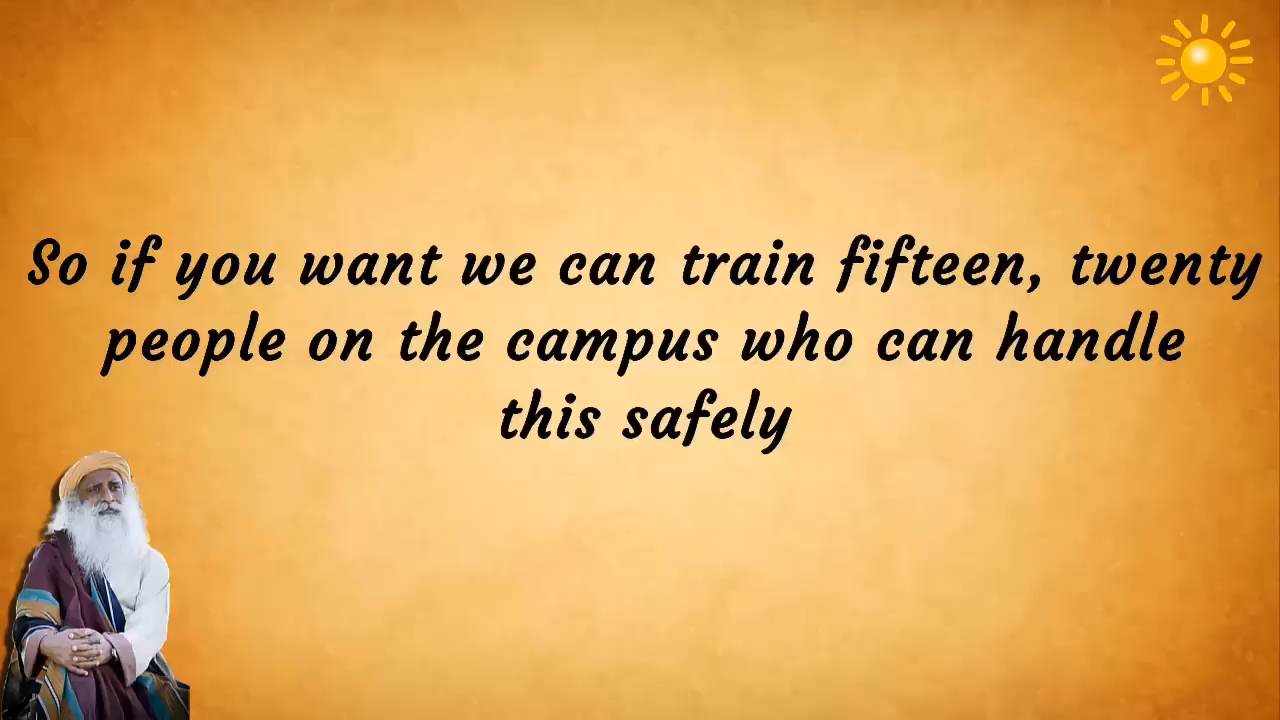 So if you want we can train fifteen, twenty
people on the campus who can handle
this safely